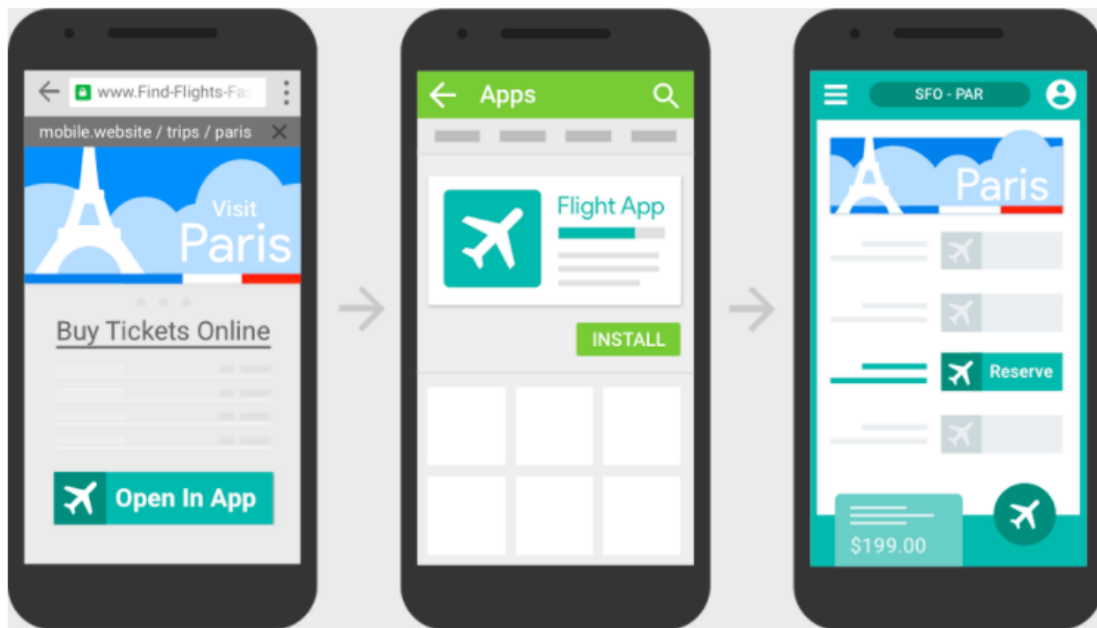 www.Find-Flights-Fas
mobile.website / trips / paris
Visit
Paris
Buy Tickets Online
Open In App
Apps
Flight App
INSTALL
SFO - PAR
Paris
Reserve
$199.00